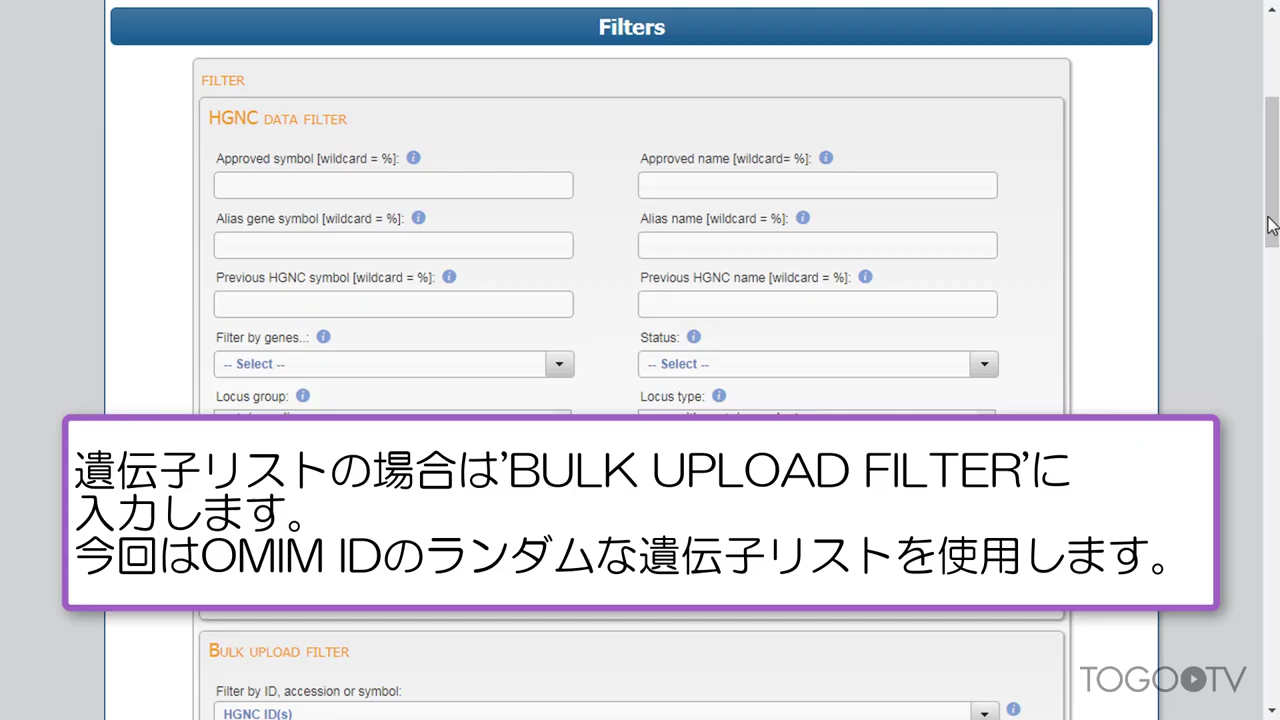 Filters
FILTER
HGNC DATA FILTER
Approved symbol [wildcard = %]:
Approved name [wildcard= %]:
Alias gene symbol [wildcard = %]:
Alias name [wildcard = %]:
Previous HGNC symbol [wildcard = %]:
Previous HGNC name [wildcard = %]:
Filter by genes..:
Status:
-- Select --
-- Select --
Locus group:
Locus type:
遺伝子リストの場合は'BULK UPLOAD FILTER'に
入力します。
今回はOMIM IDのランダムな遺伝子リストを使用します。
BULK UPLOAD FILTER
Filter by ID, accession or symbol:
HGNC ID(s)
TOGOTV